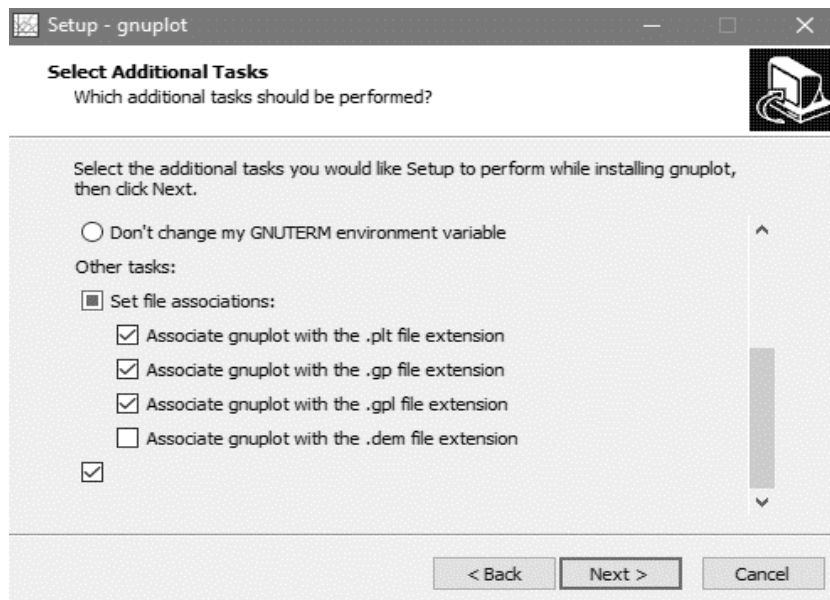 Setup - gnuplot
Select Additional Tasks
Which additional tasks should be performed?
Select the additional tasks you would like Setup to perform while installing gnuplot,
then click Next.
Don't change my GNUTERM environment variable
Other tasks:
Set file associations:
Associate gnuplot with the .plt file extension
Associate gnuplot with the .gp file extension
Associate gnuplot with the .gpl file extension
Associate gnuplot with the .dem file extension
< Back
Next >
Cancel